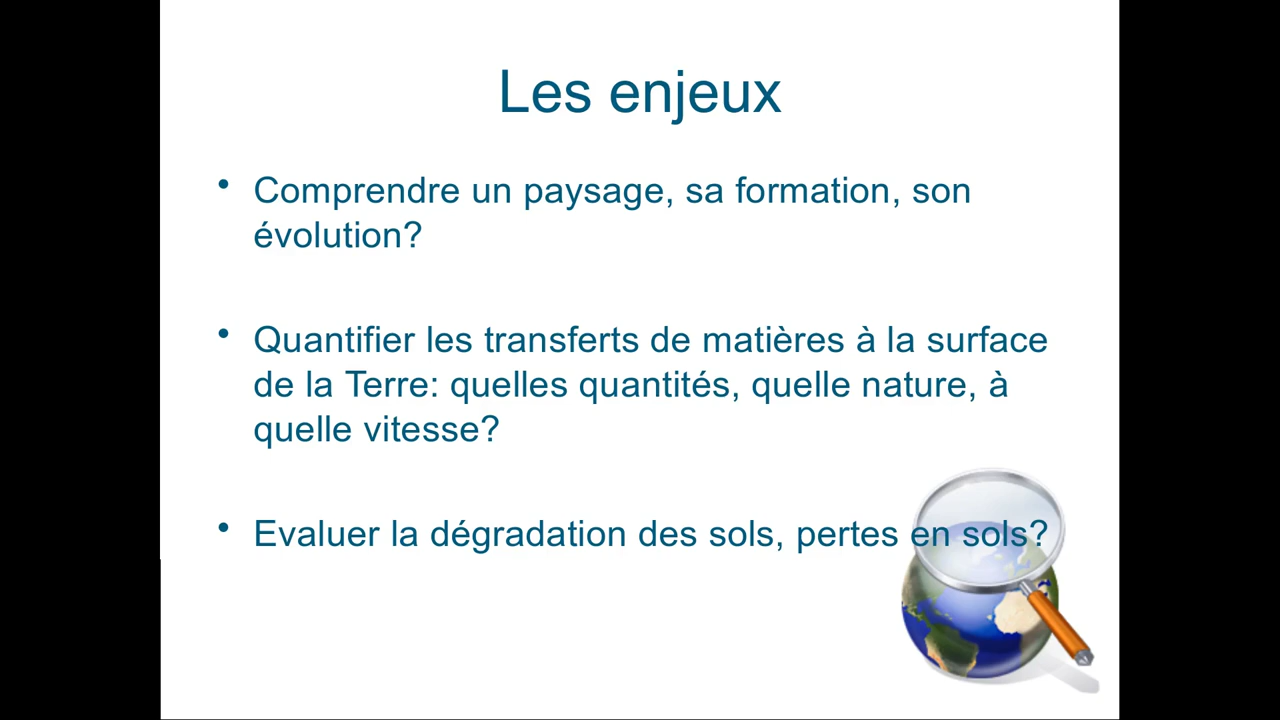 Les enjeux
• Comprendre un paysage, sa formation, son
évolution?
• Quantifier les transferts de matières à la surface
de la Terre: quelles quantités, quelle nature, à
quelle vitesse?
• Evaluer la dégradation des sols, pertes en sols?